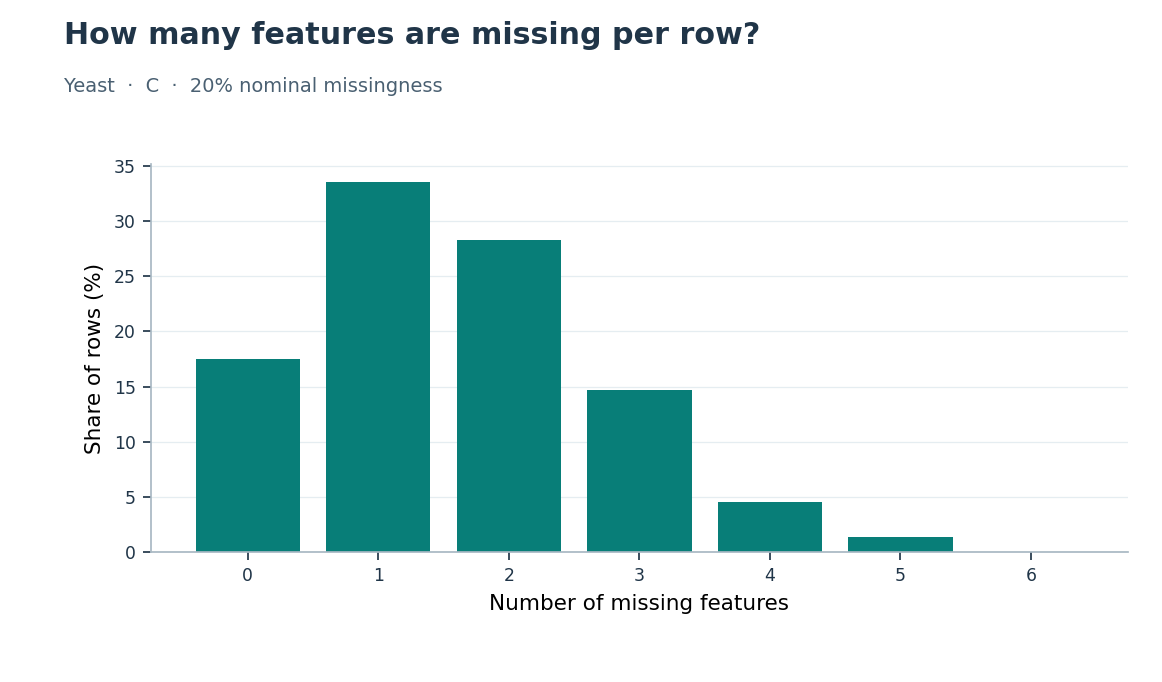 How many features are missing per row?
Yeast · C · 20% nominal missingness
35
30
25
20
15
10
5
0
Share of rows (%)
0 1 2 3 4 5 6
Number of missing features